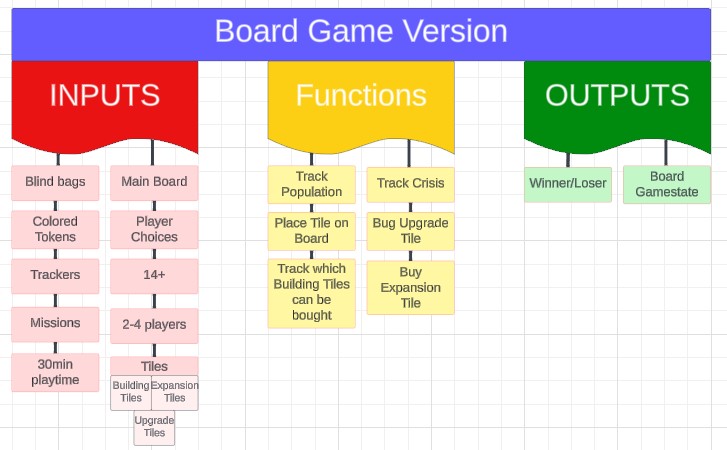 Board Game Version
INPUTS
Functions
OUTPUTS
Blind bags
Colored
Tokens
Trackers
Missions
30min
playtime
Main Board
Player
Choices
14+
2-4 players
Tiles
Building
Tiles
Expansion
Tiles
Upgrade
Tiles
Track
Population
Place Tile on
Board
Track which
Building Tiles
can be
bought
Track Crisis
Bug Upgrade
Tile
Buy
Expansion
Tile
Winner/Loser
Board
Gamestate